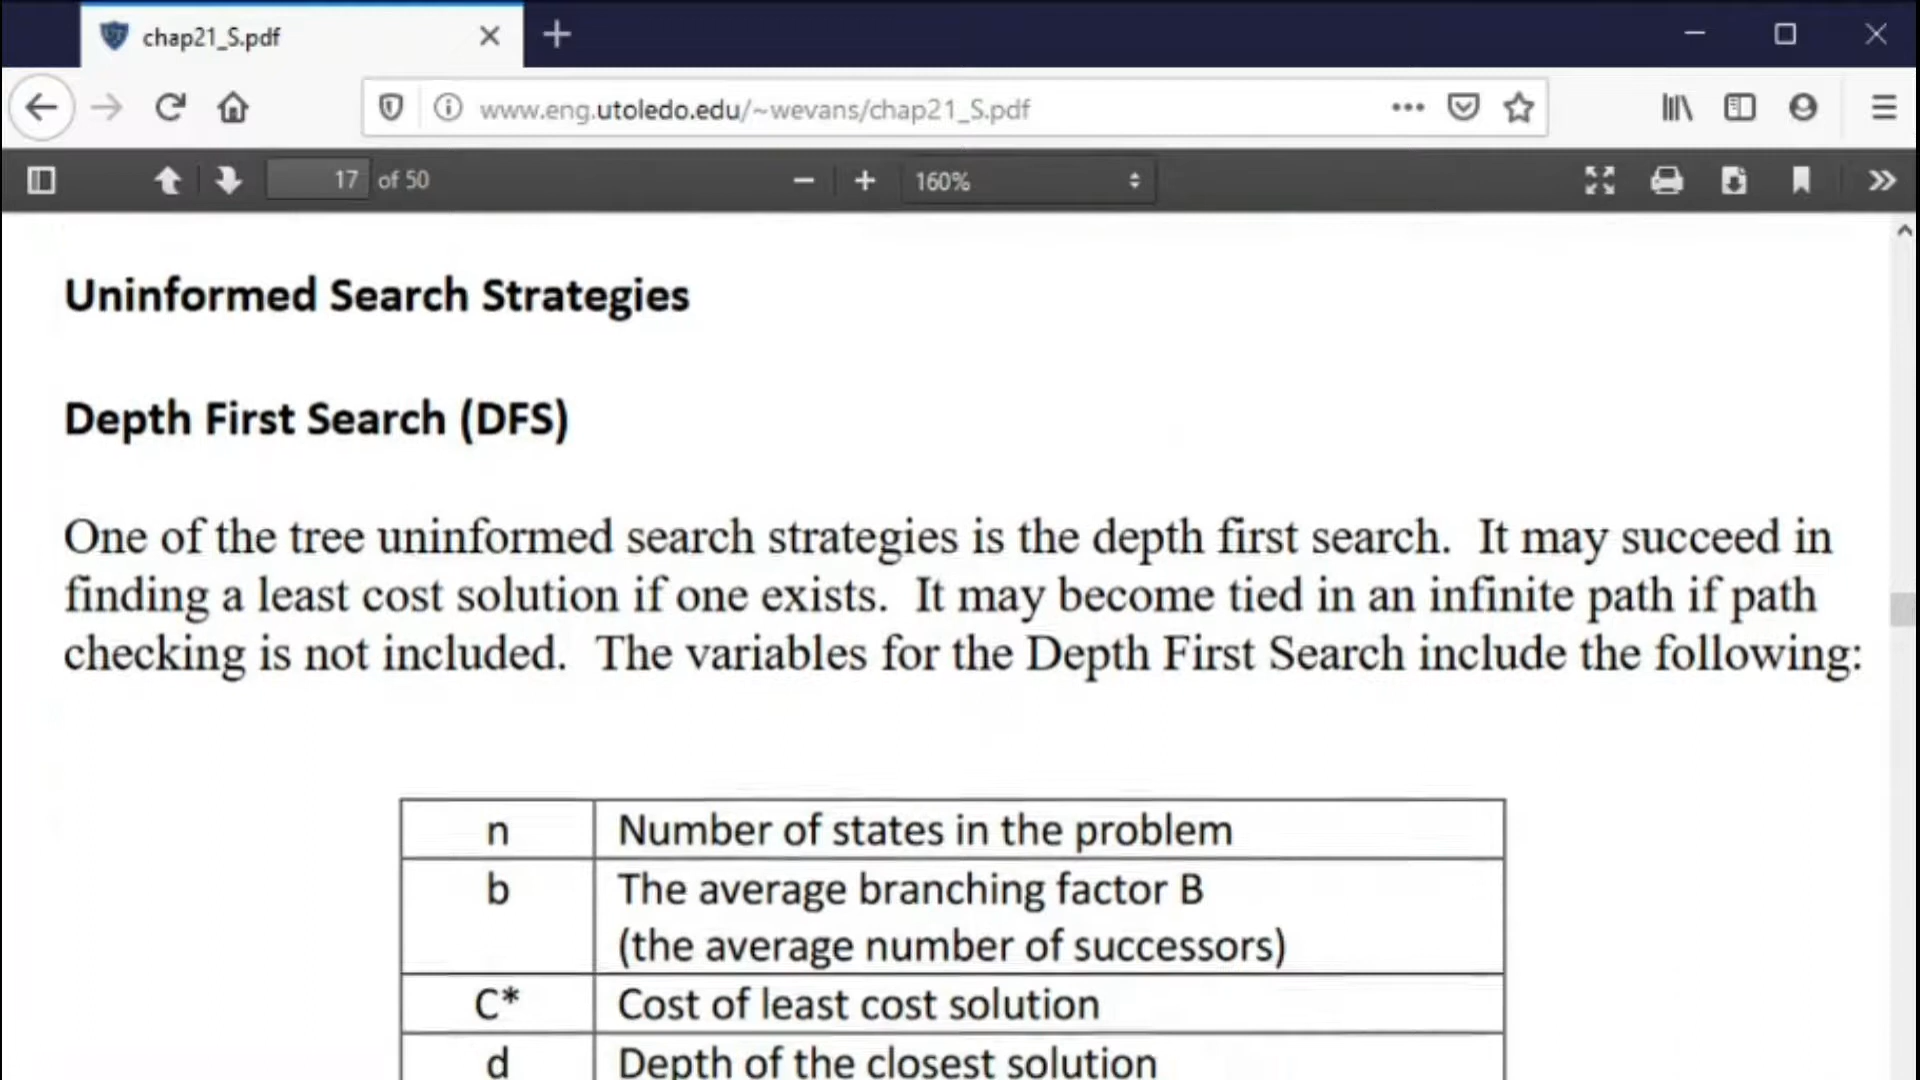 chap21_S.pdf
www.eng.utoledo.edu/~wevans/chap21_S.pdf
17 of 50
160%
Uninformed Search Strategies
Depth First Search (DFS)
One of the tree uninformed search strategies is the depth first search. It may succeed in
finding a least cost solution if one exists. It may become tied in an infinite path if path
checking is not included. The variables for the Depth First Search include the following:
n Number of states in the problem
b The average branching factor B
(the average number of successors)
C* Cost of least cost solution
d Depth of the closest solution